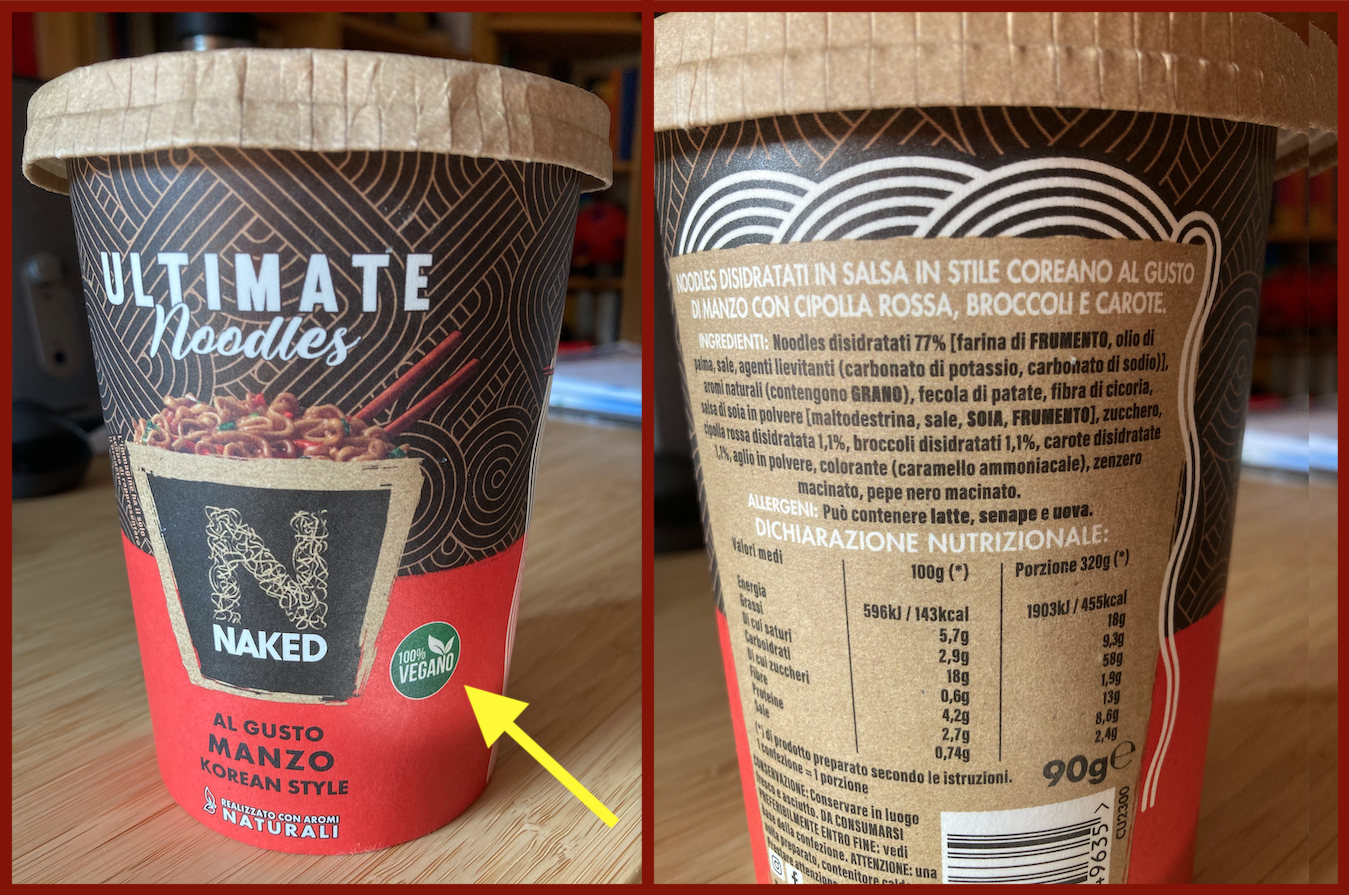 ULTIMATE
Noodles
N
NAKED
100%
VEGANO
AL GUSTO
MANZO
KOREAN STYLE
REALIZZATO CON AROMI
NATURALI
NOODLES DISIDRATATI IN SALSA IN STILE COREANO AL GUSTO
DI MANZO CON CIPOLLA ROSSA, BROCCOLI E CAROTE.
INGREDIENTI: Noodles disidratati 77% [farina di FRUMENTO, olio di
palma, sale, agenti lievitanti (carbonato di potassio, carbonato di sodio)],
aromi naturali (contengono GRANO), fecola di patate, fibra di cicoria,
salsa di soia in polvere [maltodestrina, sale, SOIA, FRUMENTO], zucchero,
cipolla rossa disidratata 1,1%, broccoli disidratati 1,1%, carote disidratate
1,1%, aglio in polvere, colorante (caramello ammoniacale), zenzero
macinato, pepe nero macinato.
ALLERGENI: Può contenere latte, senape e uova.
DICHIARAZIONE NUTRIZIONALE:
Valori medi 100g (*) Porzione 320g (*)
Energia 596kJ / 143kcal 1903kJ / 455kcal
Grassi 5,7g 18g
Di cui saturi 2,9g 9,3g
Carboidrati 18g 58g
Di cui zuccheri 0,6g 1,9g
Fibre 4,2g 13g
Proteine 2,7g 8,6g
Sale 0,74g 2,4g
(*) di prodotto preparato secondo le istruzioni.
1 confezione = 1 porzione
90g e
CONSERVAZIONE: Conservare in luogo
fresco e asciutto. DA CONSUMARSI
PREFERIBILMENTE ENTRO FINE: vedi
base della confezione. ATTENZIONE: una
volta preparato, contenitore caldo
attenzione
49635 >
CU2300